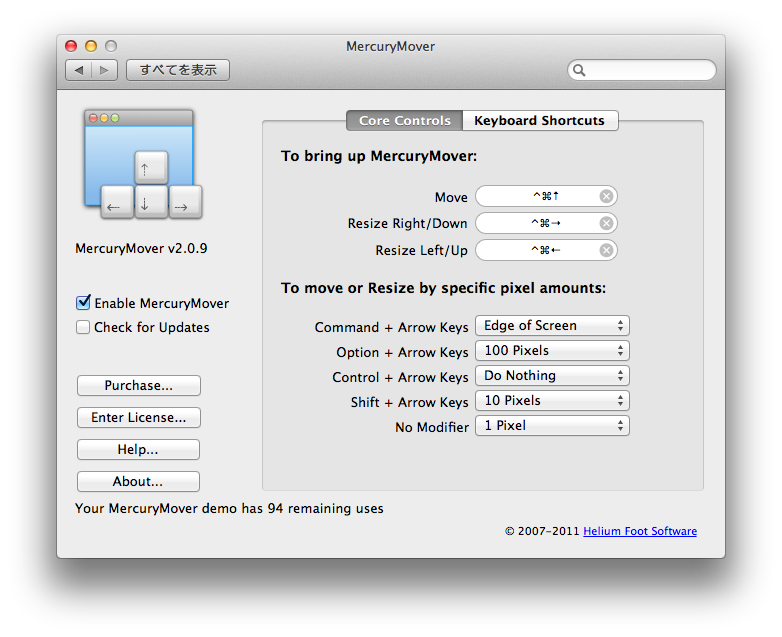 MercuryMover
すべてを表示
Core Controls
Keyboard Shortcuts
To bring up MercuryMover:
Move ^⌘↑
Resize Right/Down ^⌘→
Resize Left/Up ^⌘←
MercuryMover v2.0.9
To move or Resize by specific pixel amounts:
Enable MercuryMover
Check for Updates
Command + Arrow Keys Edge of Screen
Option + Arrow Keys 100 Pixels
Control + Arrow Keys Do Nothing
Shift + Arrow Keys 10 Pixels
No Modifier 1 Pixel
Purchase...
Enter License...
Help...
About...
Your MercuryMover demo has 94 remaining uses
© 2007-2011 Helium Foot Software